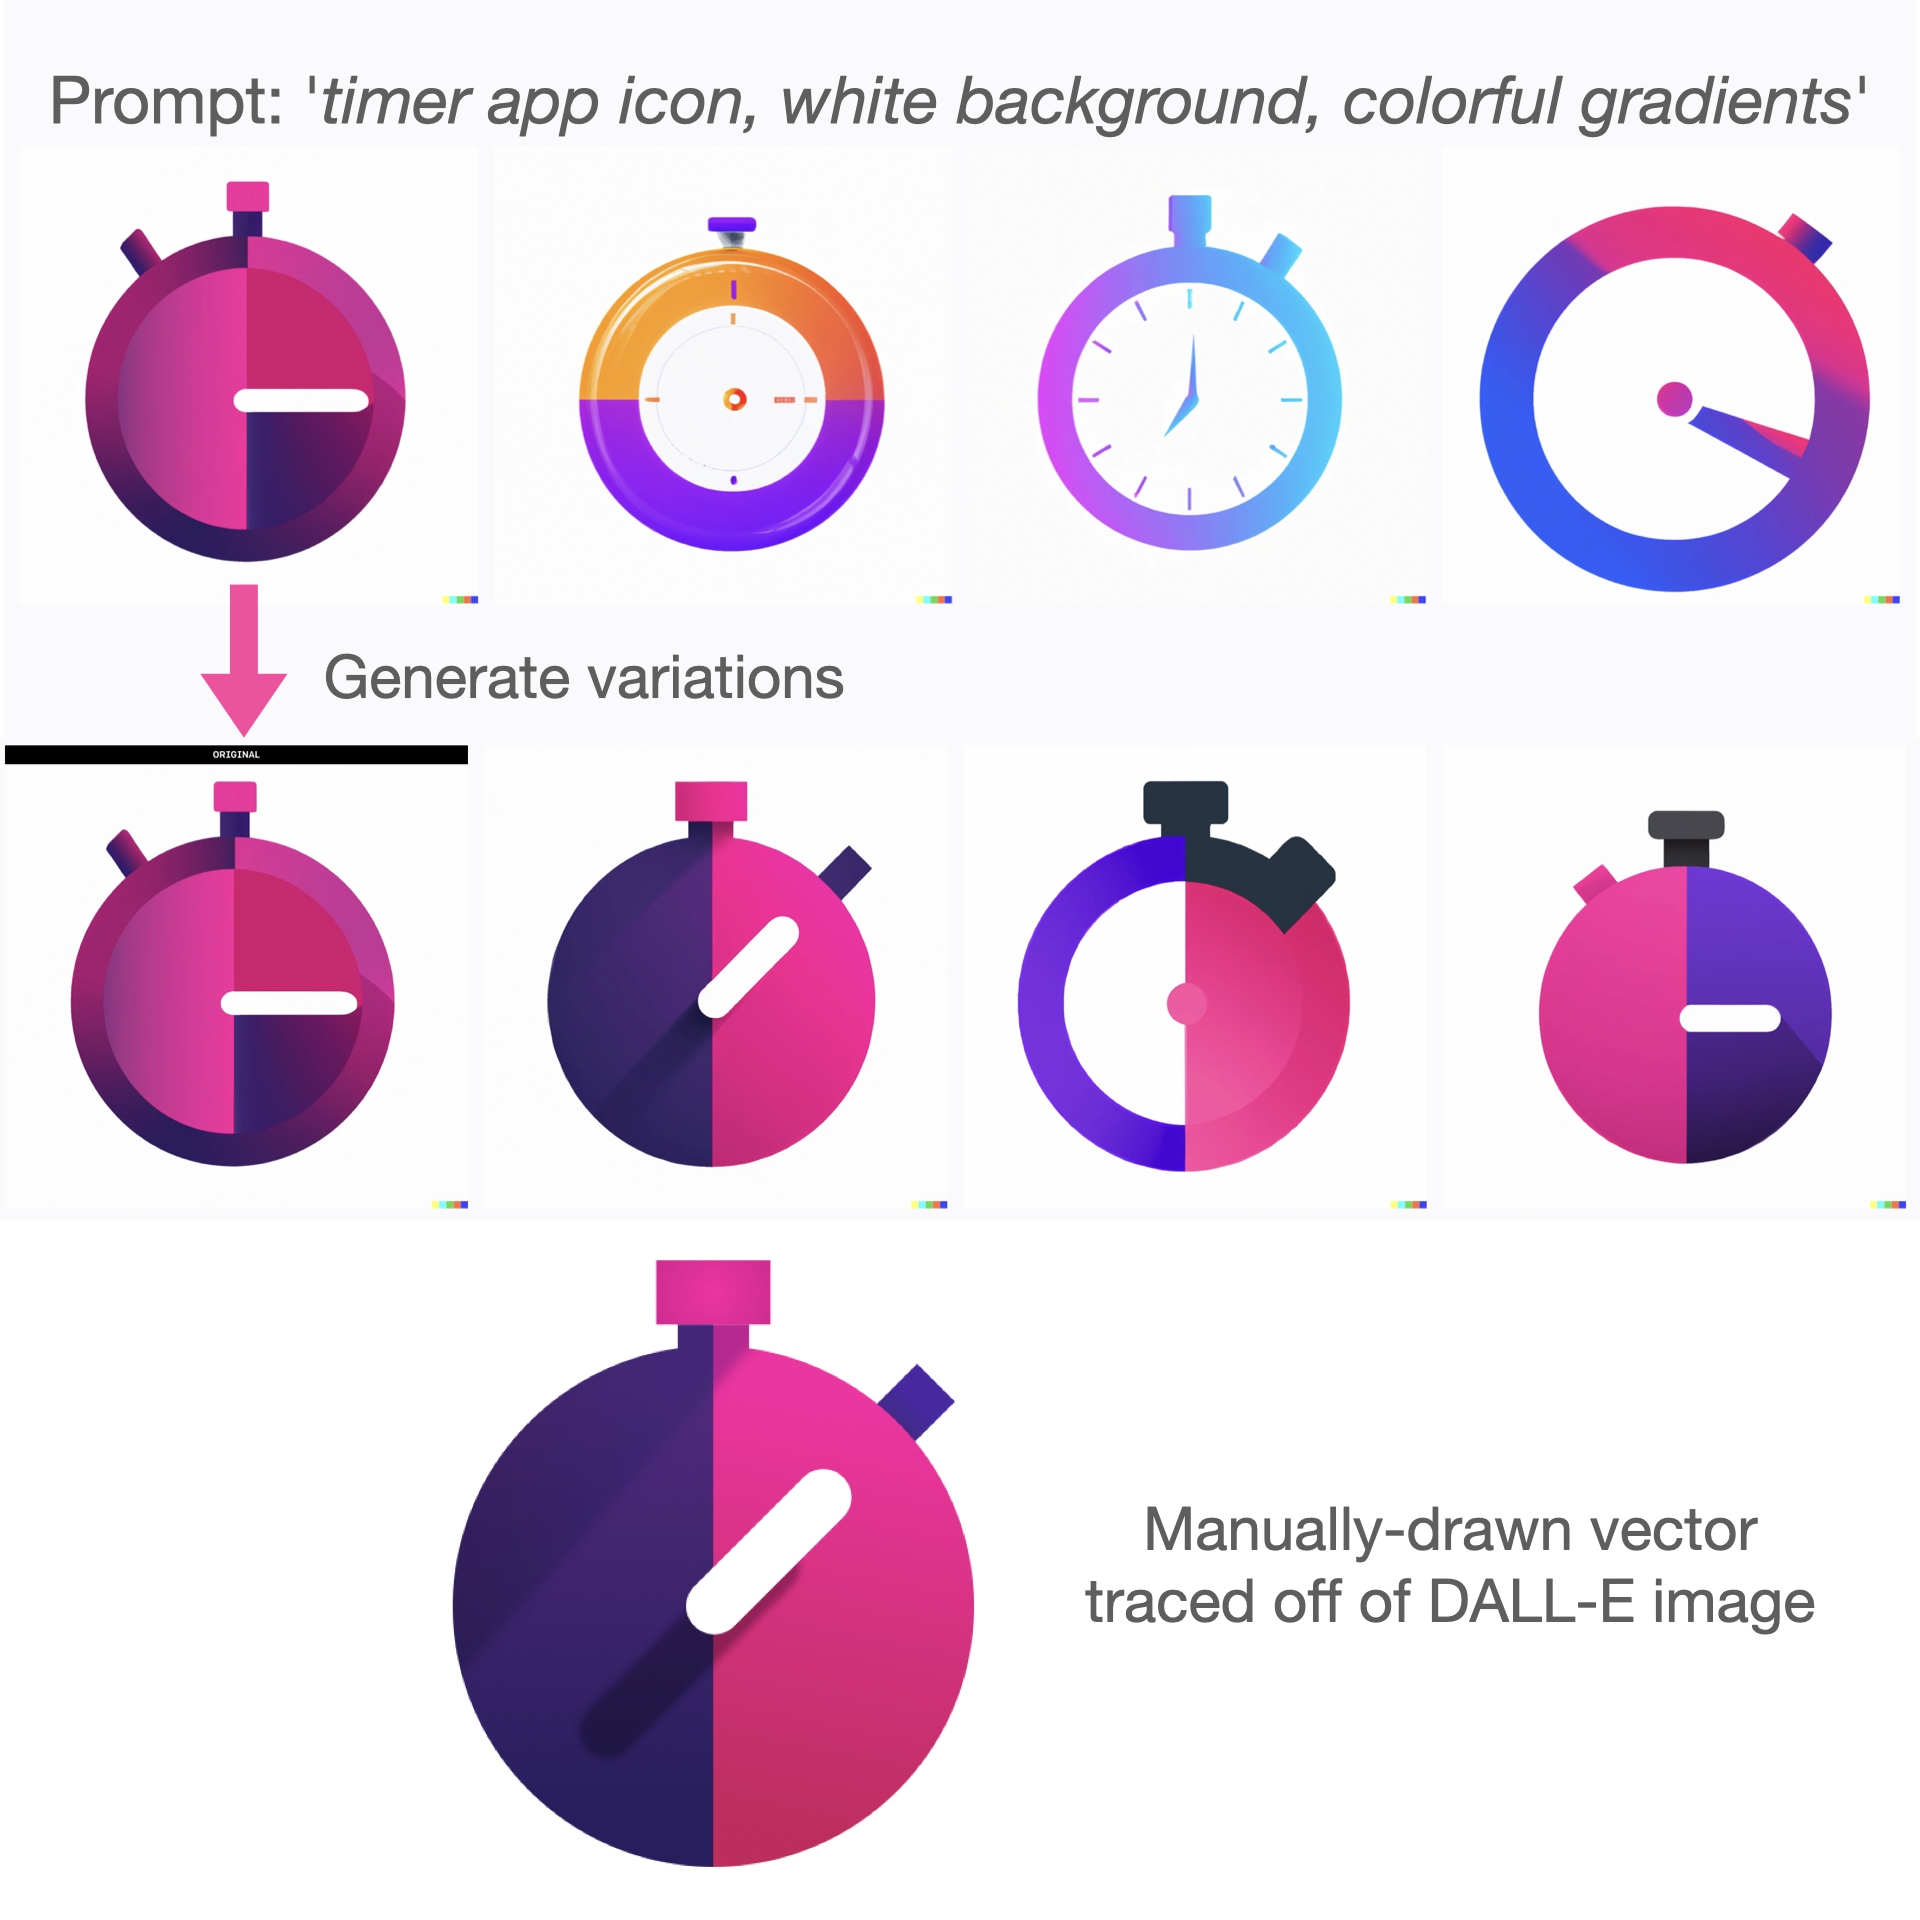 Prompt: 'timer app icon, white background, colorful gradients'
Generate variations
ORIGINAL
Manually-drawn vector
traced off of DALL-E image